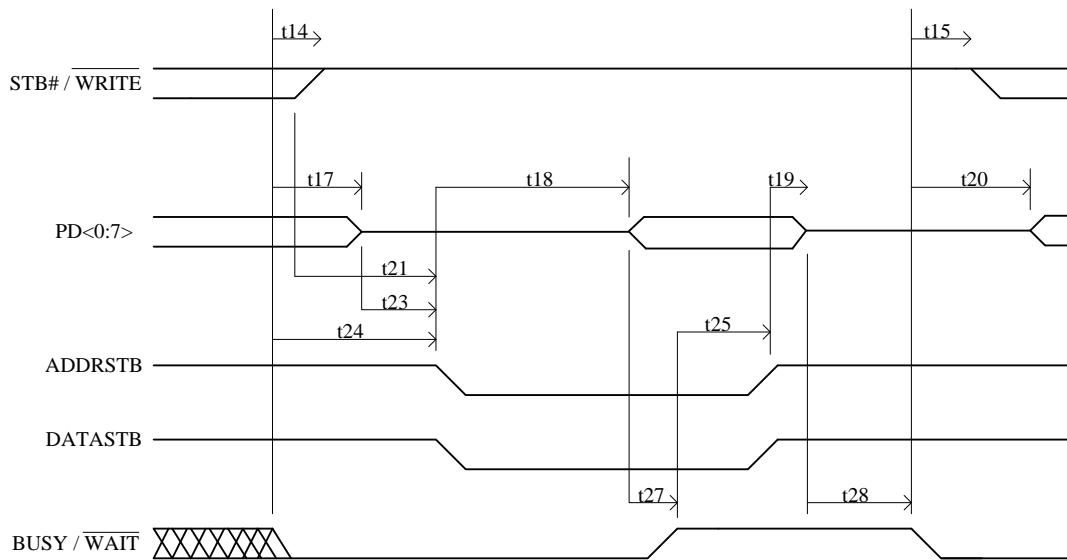 t14
t15
STB# / WRITE
t17
t18
t19
t20
PD<0:7>
t21
t23
t24
t25
ADDRSTB
DATASTB
t27
t28
BUSY / WAIT